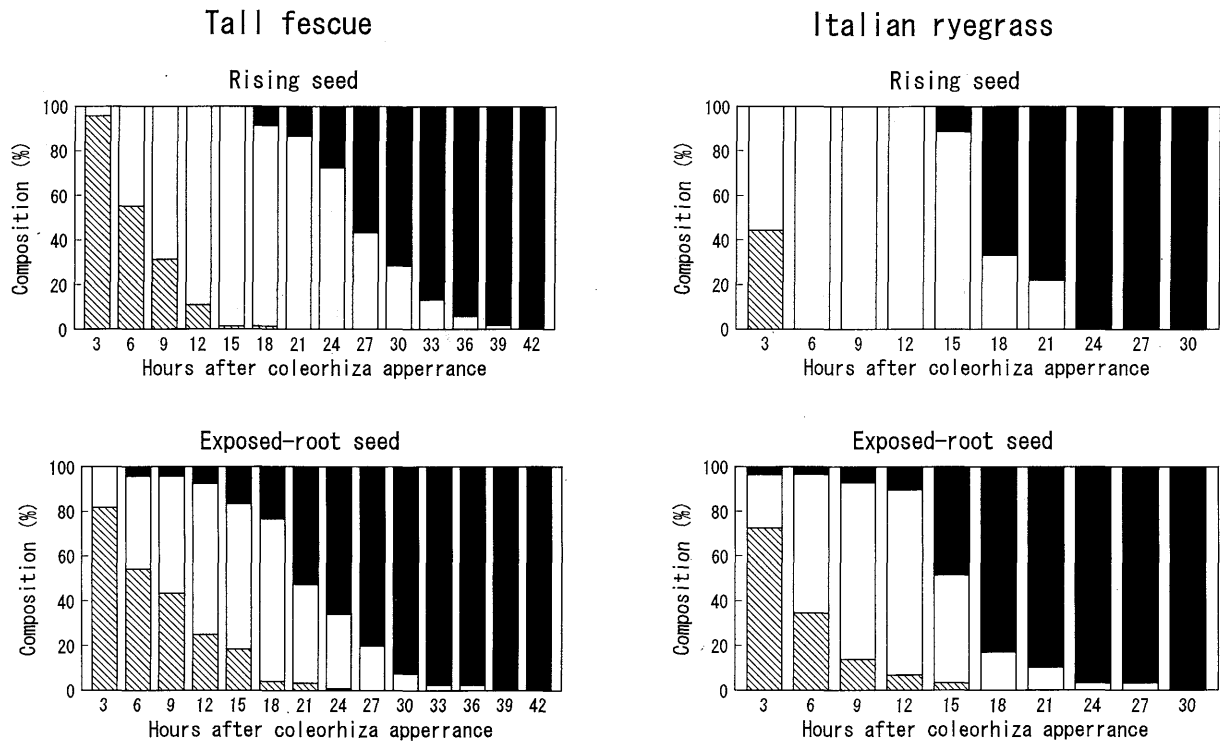 Tall fescue
Italian ryegrass
Rising seed
Composition (%)
100
80
60
40
20
0
3 6 9 12 15 18 21 24 27 30 33 36 39 42
Hours after coleorhiza apperrance
Rising seed
Composition (%)
100
80
60
40
20
0
3 6 9 12 15 18 21 24 27 30
Hours after coleorhiza apperrance
Exposed-root seed
Composition (%)
100
80
60
40
20
0
3 6 9 12 15 18 21 24 27 30 33 36 39 42
Hours after coleorhiza apperrance
Exposed-root seed
Composition (%)
100
80
60
40
20
0
3 6 9 12 15 18 21 24 27 30
Hours after coleorhiza apperrance